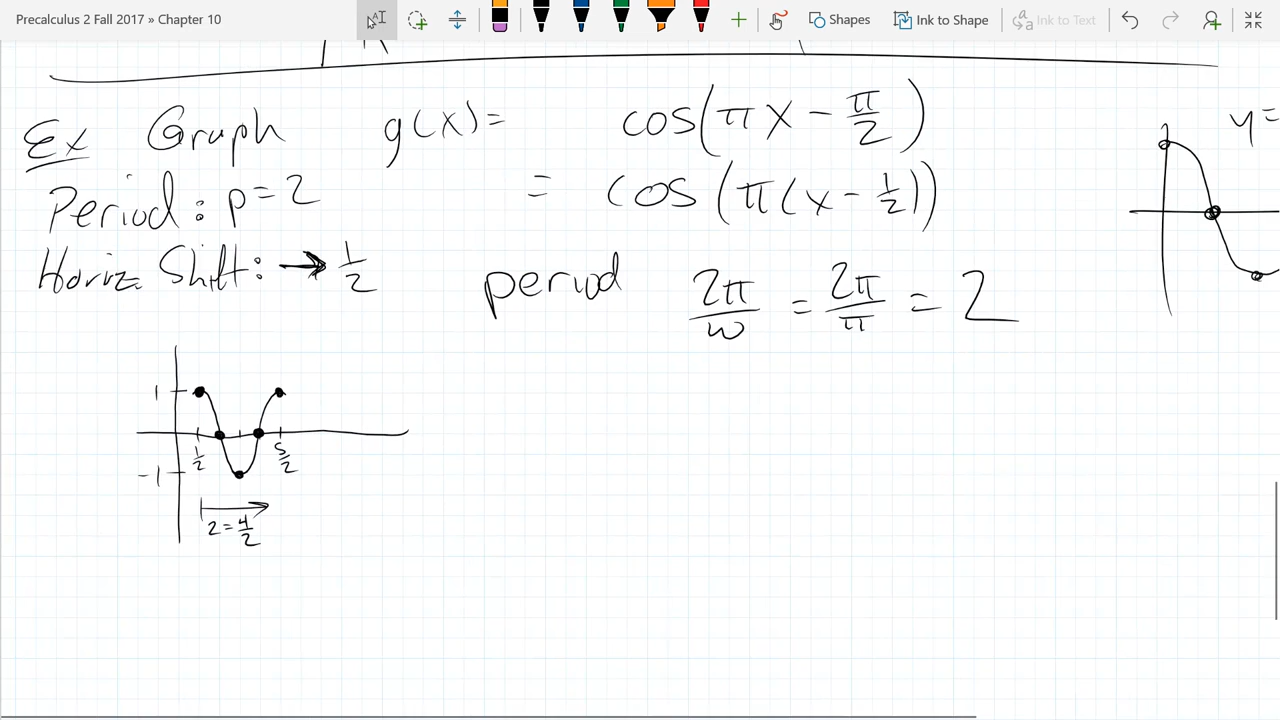 Precalculus 2 Fall 2017 » Chapter 10
Shapes
Ink to Shape
Ink to Text
Ex Graph g(x) = cos(πx - π/2)
y=
Period: p=2
= cos(π(x - 1/2))
Horiz. Shift: → 1/2
period 2π/ω = 2π/π = 2
1
1/2
5/2
-1
2=4/2